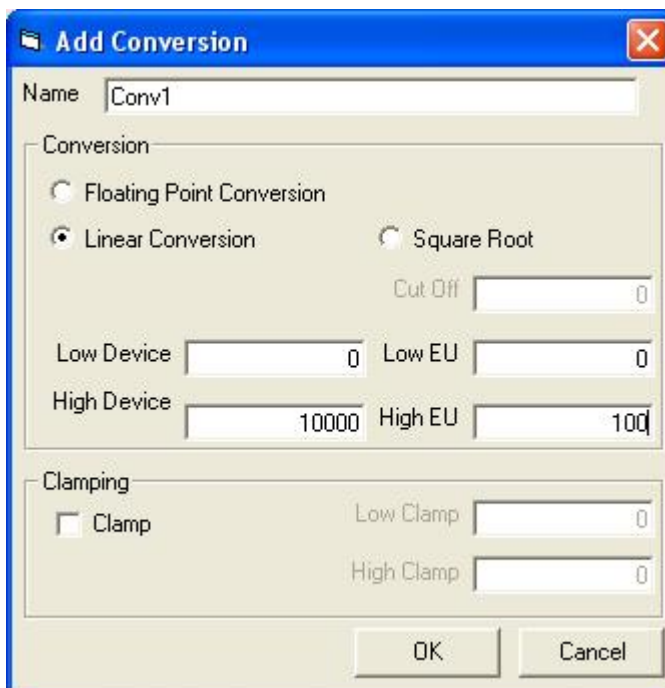 Add Conversion
Name Conv1
Conversion
Floating Point Conversion
Linear Conversion Square Root
Cut Off 0
Low Device 0 Low EU 0
High Device 10000 High EU 100
Clamping
Clamp Low Clamp 0
High Clamp 0
OK Cancel